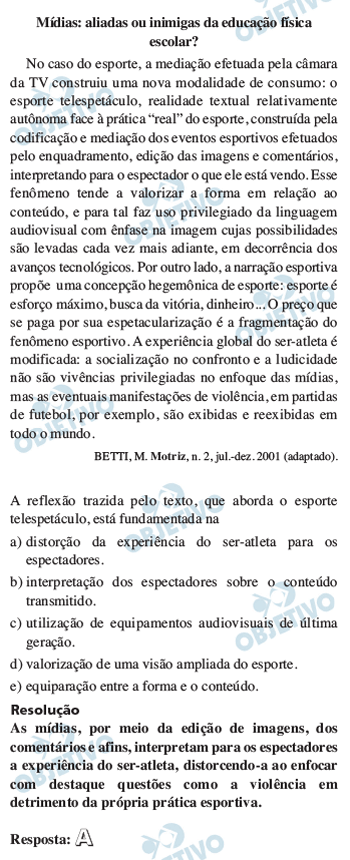 Mídias: aliadas ou inimigas da educação física
escolar?
No caso do esporte, a mediação efetuada pela câmara
da TV construiu uma nova modalidade de consumo: o
esporte telespetáculo, realidade textual relativamente
autônoma face à prática “real” do esporte, construída pela
codificação e mediação dos eventos esportivos efetuados
pelo enquadramento, edição das imagens e comentários,
interpretando para o espectador o que ele está vendo. Esse
fenômeno tende a valorizar a forma em relação ao
conteúdo, e para tal faz uso privilegiado da linguagem
audiovisual com ênfase na imagem cujas possibilidades
são levadas cada vez mais adiante, em decorrência dos
avanços tecnológicos. Por outro lado, a narração esportiva
propõe uma concepção hegemônica de esporte: esporte é
esforço máximo, busca da vitória, dinheiro... O preço que
se paga por sua espetacularização é a fragmentação do
fenômeno esportivo. A experiência global do ser-atleta é
modificada: a socialização no confronto e a ludicidade
não são vivências privilegiadas no enfoque das mídias,
mas as eventuais manifestações de violência, em partidas
de futebol, por exemplo, são exibidas e reexibidas em
todo o mundo.
BETTI, M. Motriz, n. 2, jul.-dez. 2001 (adaptado).
A reflexão trazida pelo texto, que aborda o esporte
telespetáculo, está fundamentada na
a) distorção da experiência do ser-atleta para os
espectadores.
b) interpretação dos espectadores sobre o conteúdo
transmitido.
c) utilização de equipamentos audiovisuais de última
geração.
d) valorização de uma visão ampliada do esporte.
e) equiparação entre a forma e o conteúdo.
Resolução
As mídias, por meio da edição de imagens, dos
comentários e afins, interpretam para os espectadores
a experiência do ser-atleta, distorcendo-a ao enfocar
com destaque questões como a violência em
detrimento da própria prática esportiva.
Resposta: A